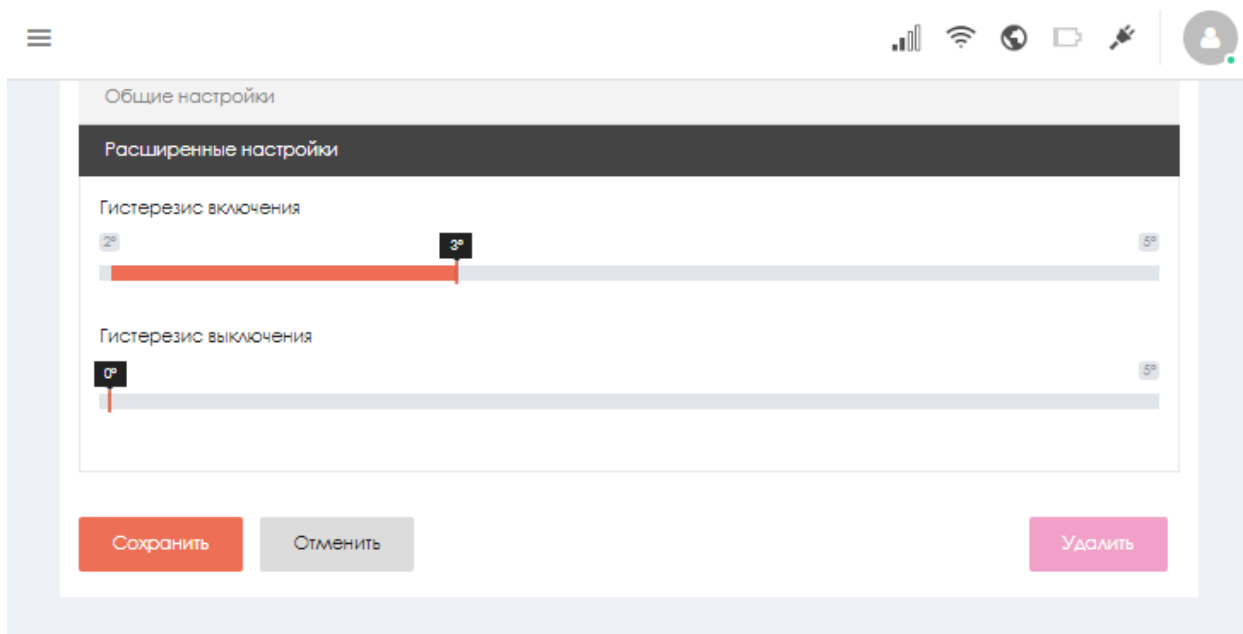 Общие настройки
Расширенные настройки
Гистерезис включения
2° 3° 5°
Гистерезис выключения
0° 5°
Сохранить Отменить Удалить